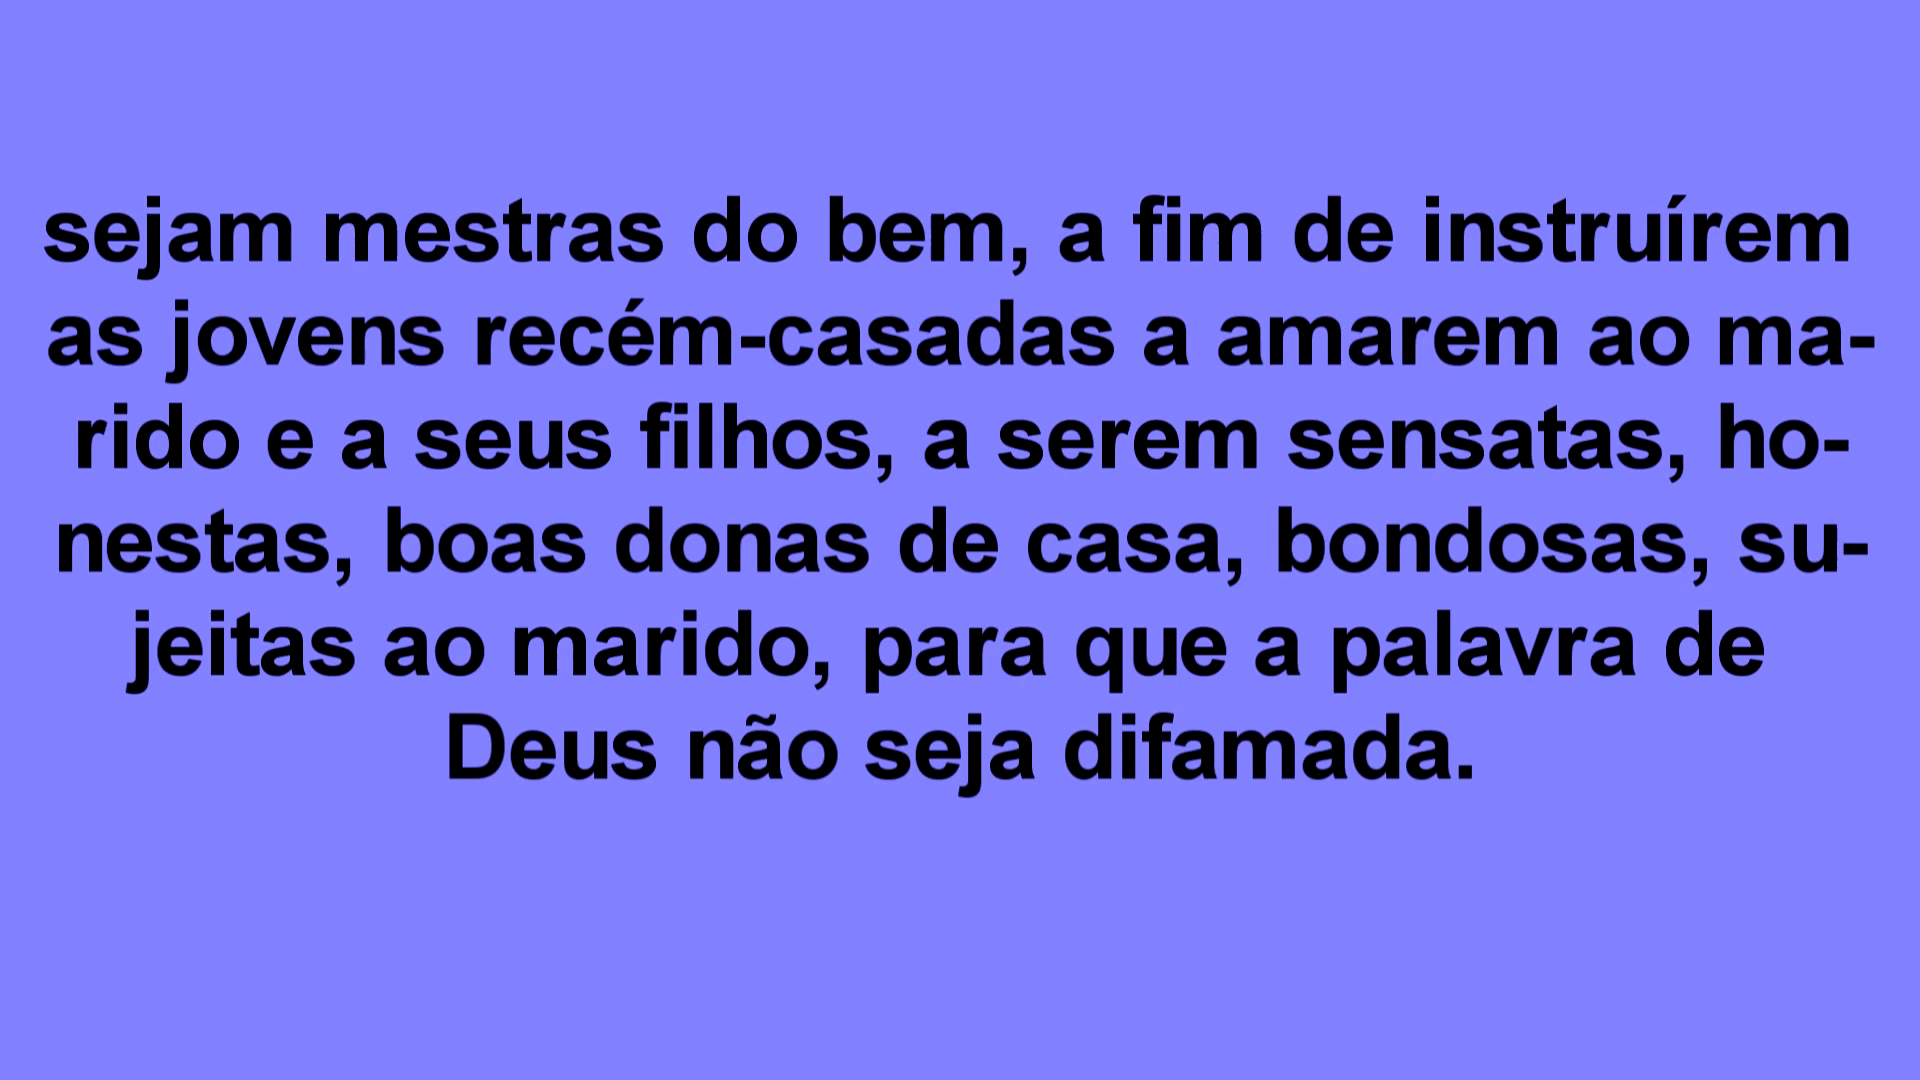 sejam mestras do bem, a fim de instruírem
as jovens recém-casadas a amarem ao ma-
rido e a seus filhos, a serem sensatas, ho-
nestas, boas donas de casa, bondosas, su-
jeitas ao marido, para que a palavra de
Deus não seja difamada.